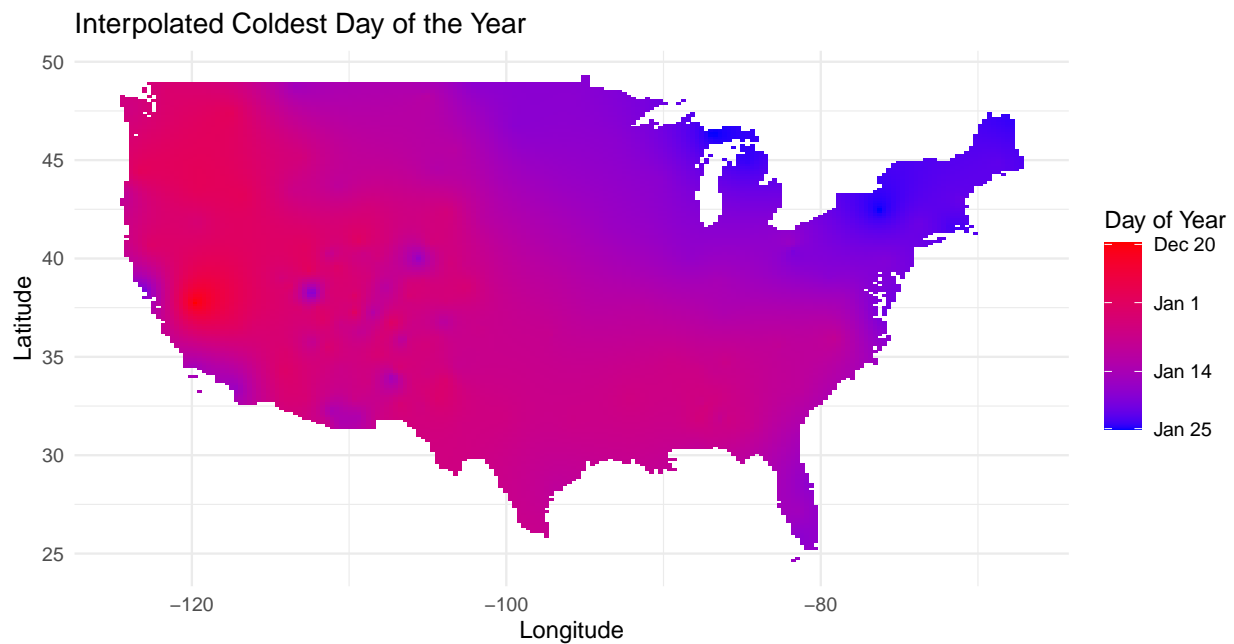 Interpolated Coldest Day of the Year
50
45
40
35
30
25
Latitude
−120
−100
−80
Longitude
Day of Year
Dec 20
Jan 1
Jan 14
Jan 25